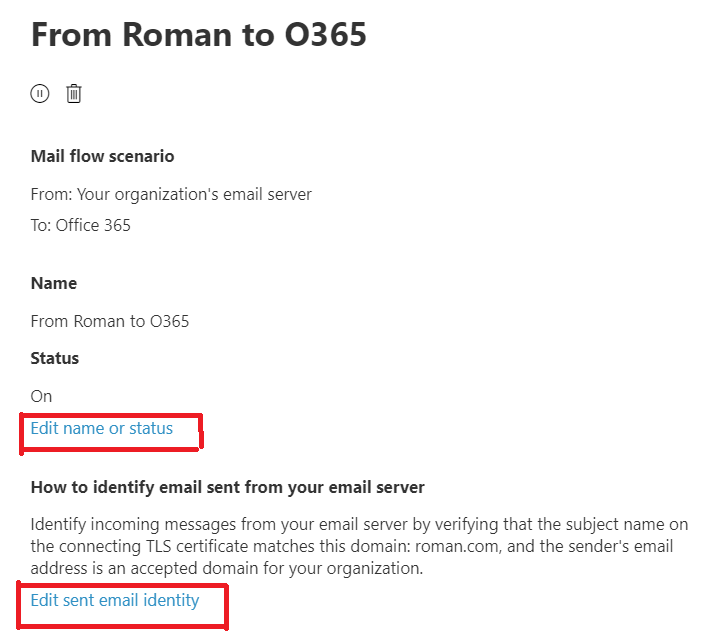 From Roman to O365
Mail flow scenario
From: Your organization's email server
To: Office 365
Name
From Roman to O365
Status
On
Edit name or status
How to identify email sent from your email server
Identify incoming messages from your email server by verifying that the subject name on
the connecting TLS certificate matches this domain: roman.com, and the sender's email
address is an accepted domain for your organization.
Edit sent email identity